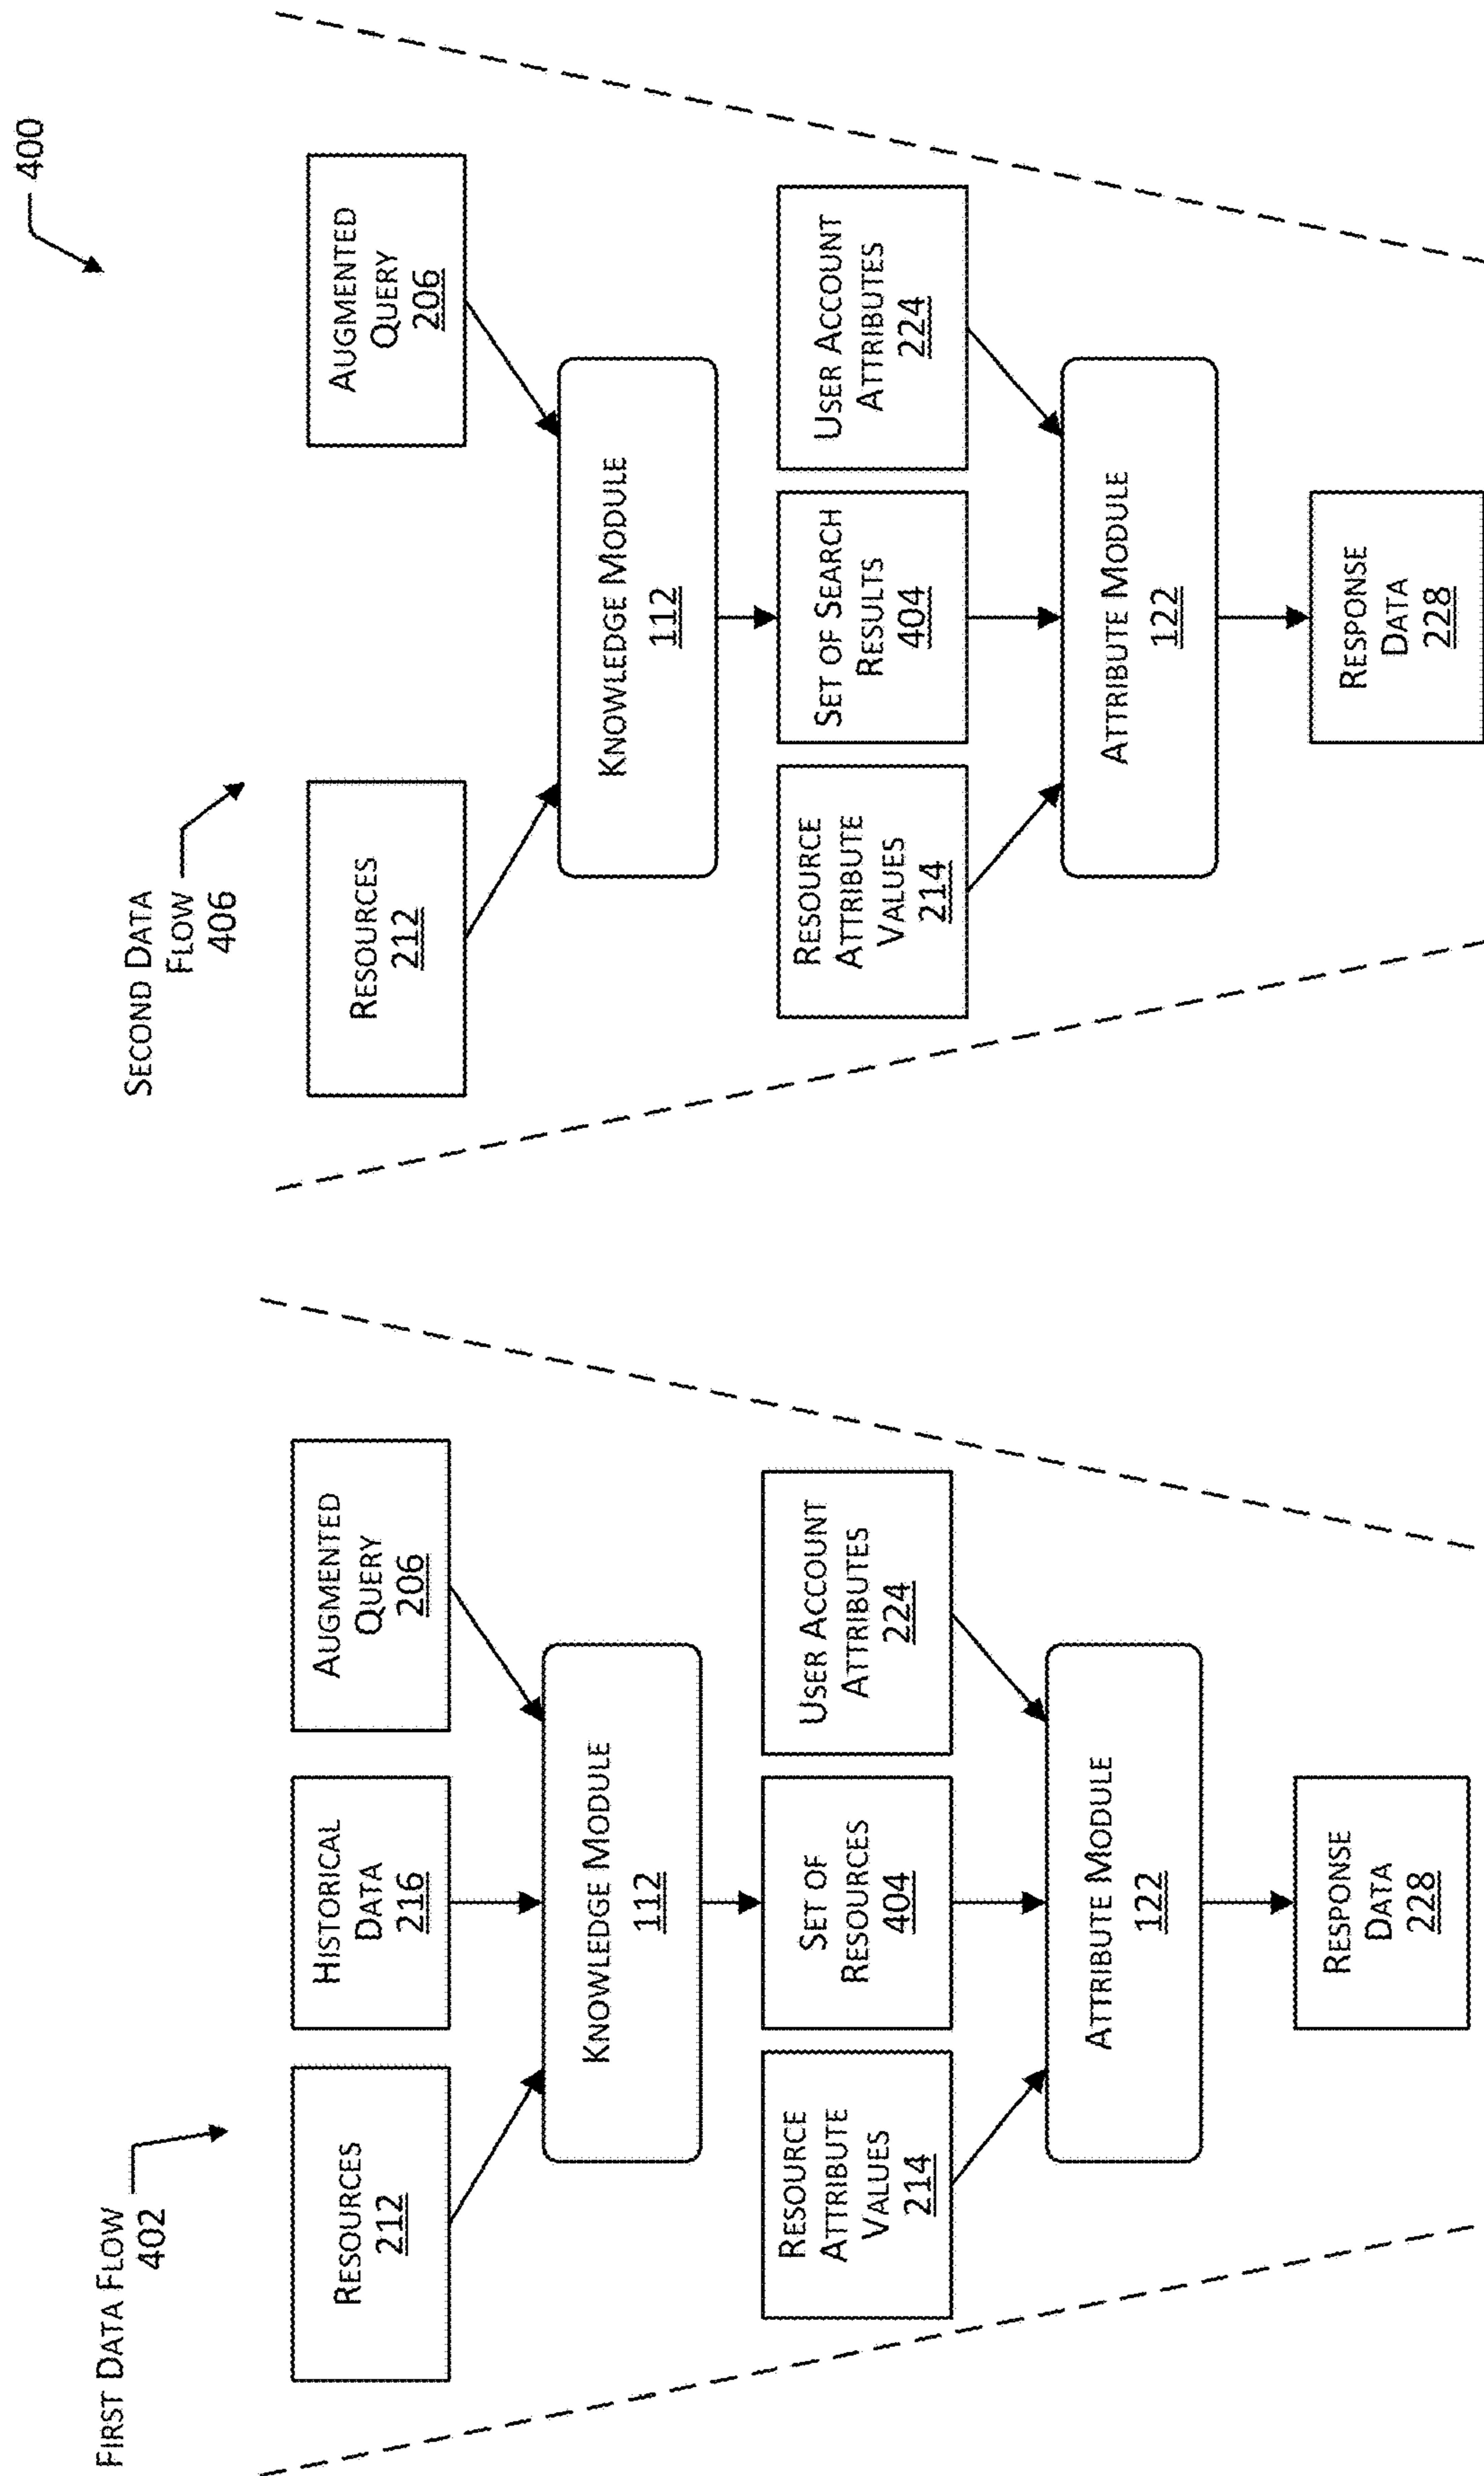 400
FIRST DATA FLOW
402
RESOURCES
212
HISTORICAL
DATA
216
AUGMENTED
QUERY
206
KNOWLEDGE MODULE
112
RESOURCE
ATTRIBUTE
VALUES
214
SET OF
RESOURCES
404
USER ACCOUNT
ATTRIBUTES
224
ATTRIBUTE MODULE
122
RESPONSE
DATA
228
SECOND DATA
FLOW
406
RESOURCES
212
AUGMENTED
QUERY
206
KNOWLEDGE MODULE
112
RESOURCE
ATTRIBUTE
VALUES
214
SET OF SEARCH
RESULTS
404
USER ACCOUNT
ATTRIBUTES
224
ATTRIBUTE MODULE
122
RESPONSE
DATA
228